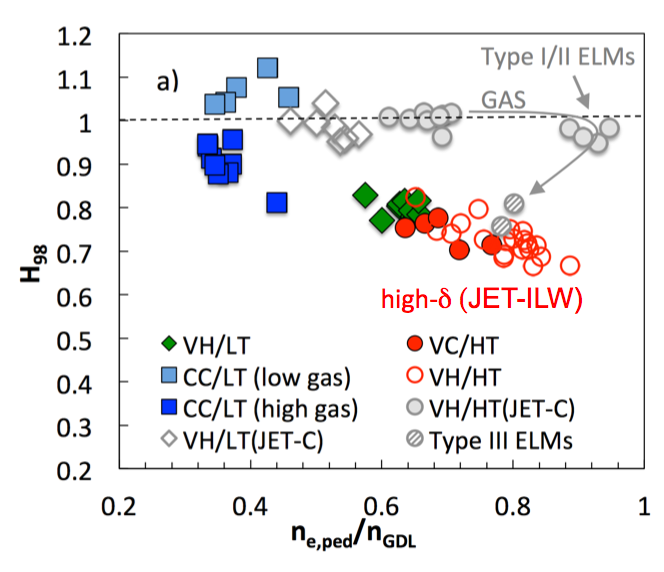 1.2
1.1
1
0.9
0.8
0.7
0.6
0.5
0.4
0.3
0.2
H98
a)
Type I/II ELMs
GAS
high-δ (JET-ILW)
VH/LT
CC/LT (low gas)
CC/LT (high gas)
VH/LT(JET-C)
VC/HT
VH/HT
VH/HT(JET-C)
Type III ELMs
0.2 0.4 0.6 0.8 1
ne,ped/nGDL